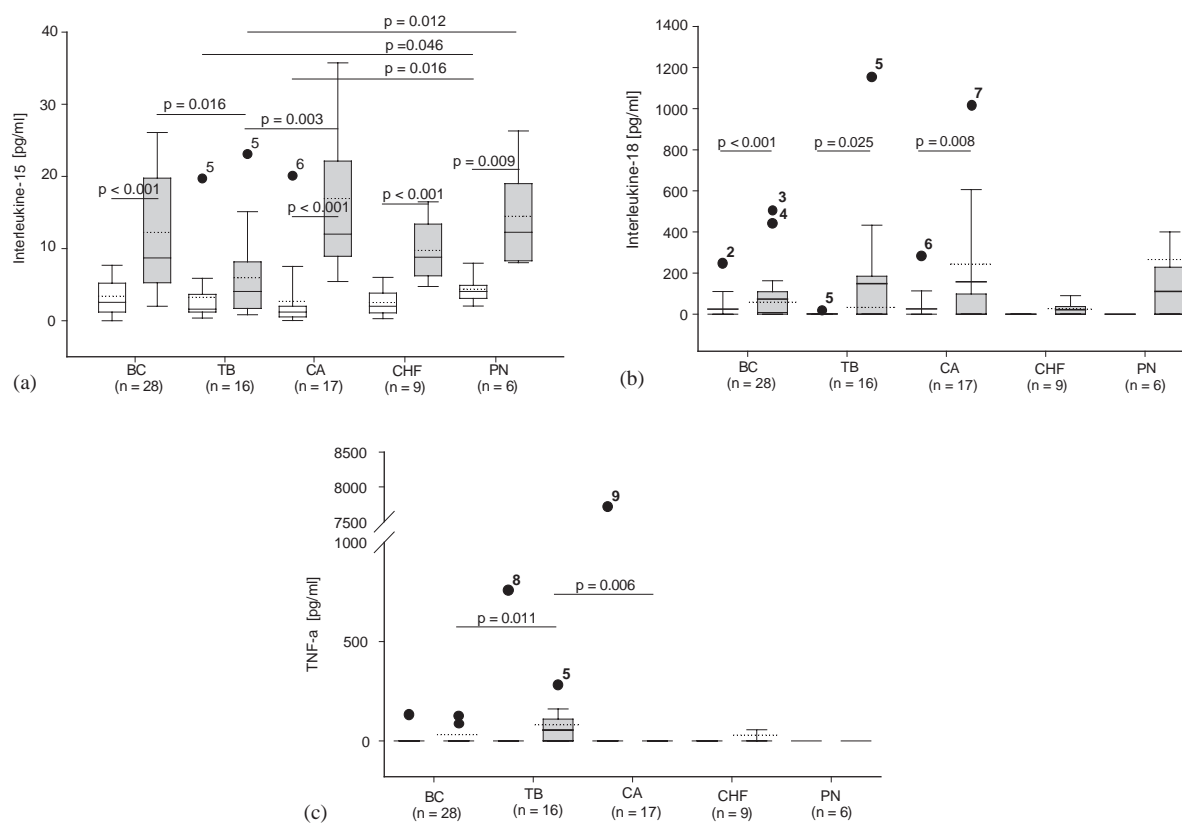 p = 0.012
40
p =0.046
p = 0.016
30
p = 0.016
p = 0.003
5
5
6
20
p = 0.009
p < 0.001
p < 0.001
p < 0.001
10
0
Interleukine-15 [pg/ml]
BC TB CA CHF PN
(n = 28) (n = 16) (n = 17) (n = 9) (n = 6)
(a)
1400
1200
5
7
1000
800
p < 0.001 p = 0.025 p = 0.008
600
3
4
400
2
6
200
5
0
Interleukine-18 [pg/ml]
BC TB CA CHF PN
(n = 28) (n = 16) (n = 17) (n = 9) (n = 6)
(b)
8500
8000
9
7500
1000
8
p = 0.006
p = 0.011
500
5
0
TNF-a [pg/ml]
BC TB CA CHF PN
(n = 28) (n = 16) (n = 17) (n = 9) (n = 6)
(c)